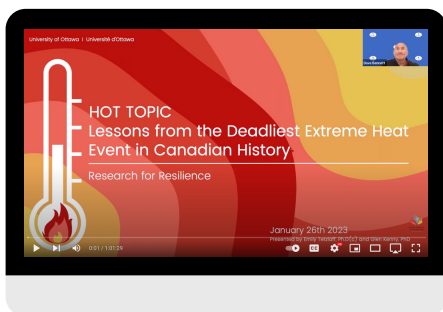 University of Ottawa | Université d'Ottawa
HOT TOPIC
Lessons from the Deadliest Extreme Heat
Event in Canadian History
Research for Resilience
January 26th 2023
Presented by Emily Tetzlaff, Ph.D(c) and Glen Kenny, PhD
0:01 / 1:01:29